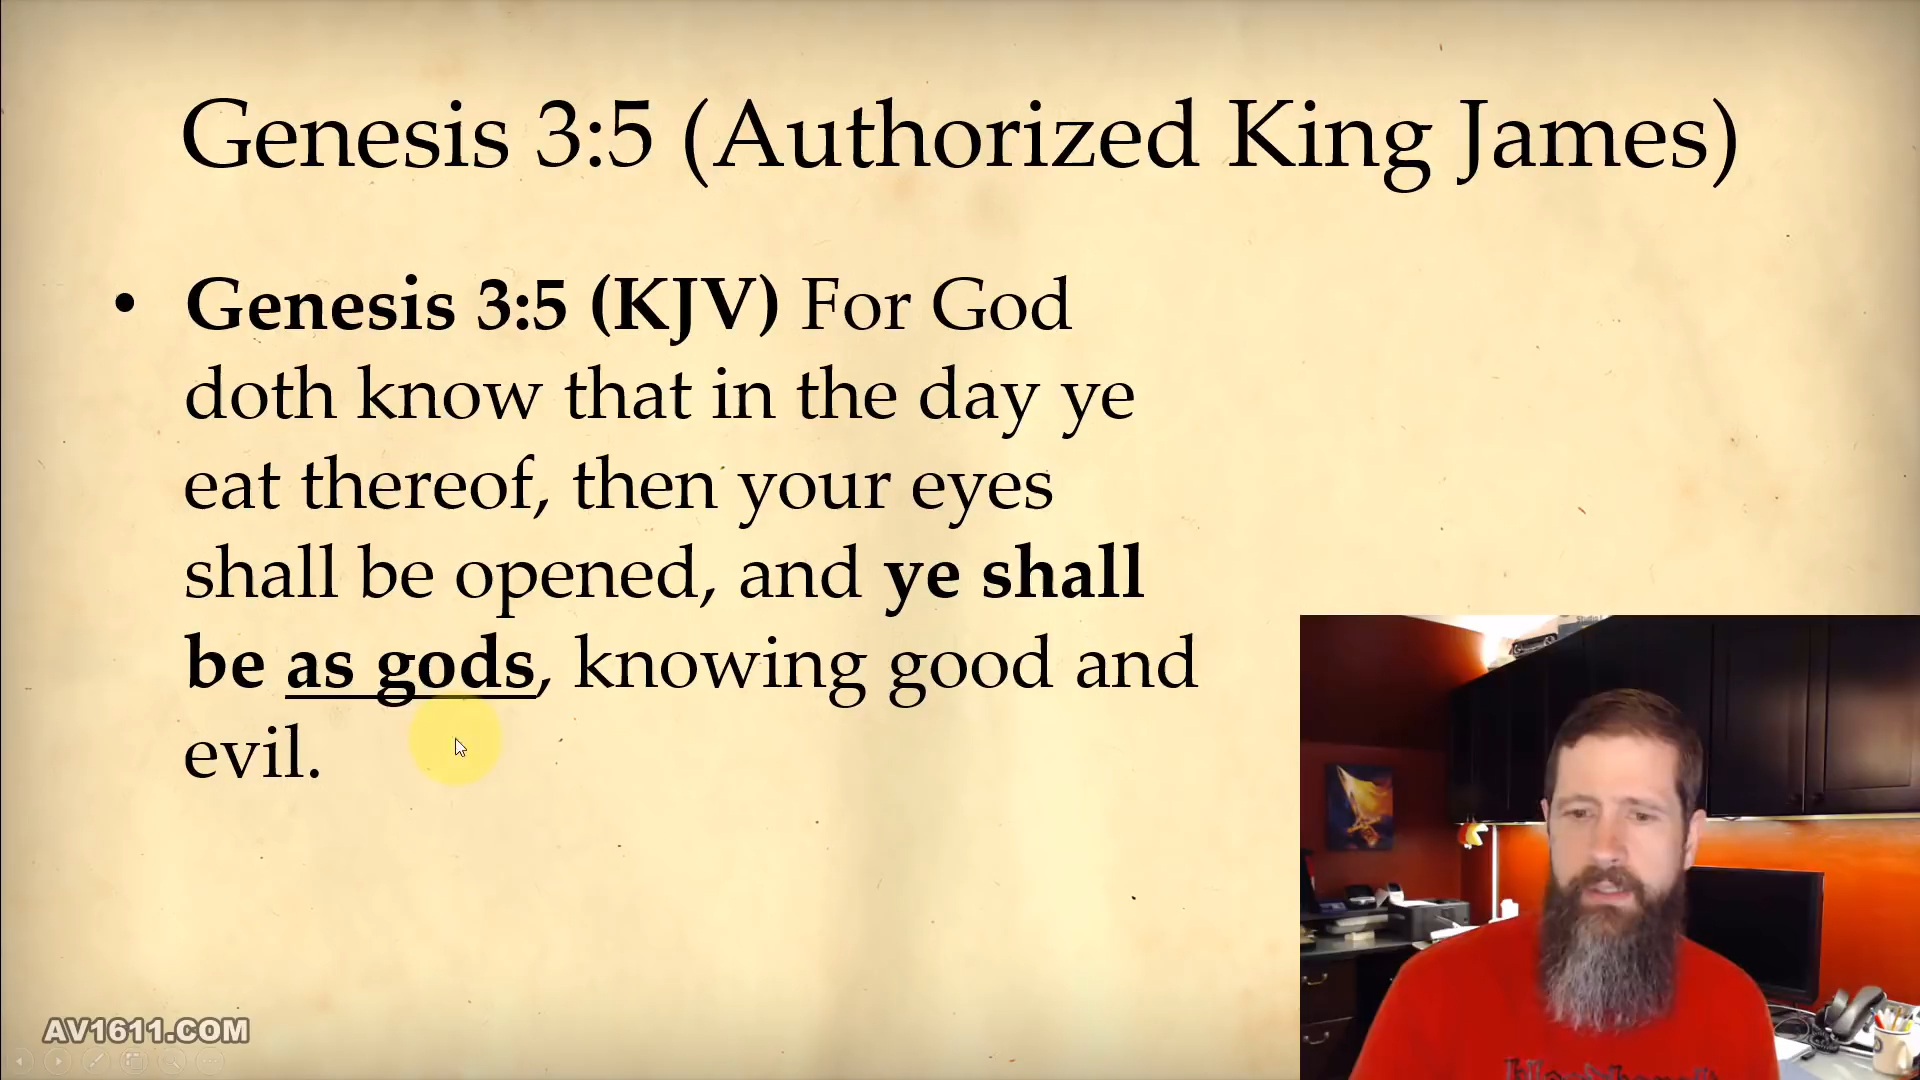 Genesis 3:5 (Authorized King James)
• Genesis 3:5 (KJV) For God
doth know that in the day ye
eat thereof, then your eyes
shall be opened, and ye shall
be as gods, knowing good and
evil.
AV1611.COM